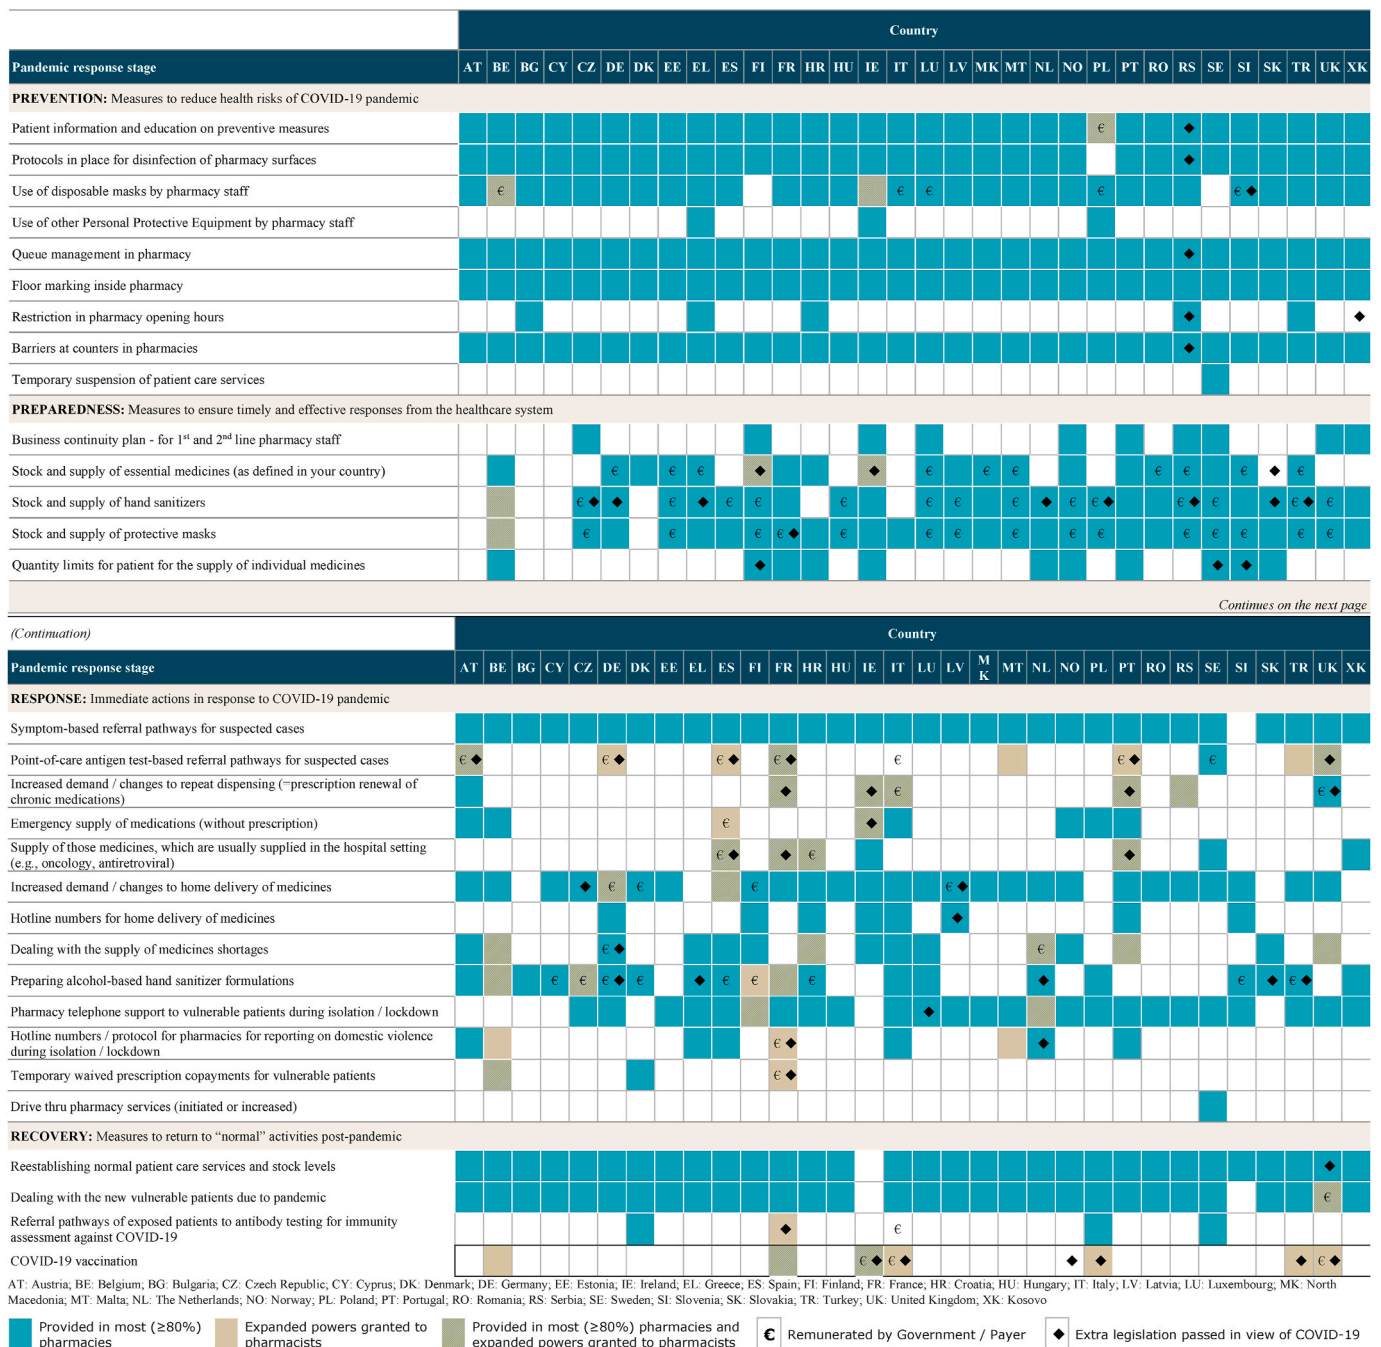 Country
Pandemic response stage AT BE BG CY CZ DE DK EE EL ES FI FR HR HU IE IT LU LV MK MT NL NO PL PT RO RS SE SI SK TR UK XK
PREVENTION: Measures to reduce health risks of COVID-19 pandemic
Patient information and education on preventive measures € ◆
Protocols in place for disinfection of pharmacy surfaces ◆
Use of disposable masks by pharmacy staff € € € € € ◆
Use of other Personal Protective Equipment by pharmacy staff
Queue management in pharmacy ◆
Floor marking inside pharmacy
Restriction in pharmacy opening hours ◆ ◆
Barriers at counters in pharmacies ◆
Temporary suspension of patient care services
PREPAREDNESS: Measures to ensure timely and effective responses from the healthcare system
Business continuity plan - for 1st and 2nd line pharmacy staff
Stock and supply of essential medicines (as defined in your country) € € € ◆ ◆ € € € € € € ◆ €
Stock and supply of hand sanitizers € ◆ ◆ € ◆ € € € € € € ◆ € € ◆ € ◆ € ◆ € ◆ €
Stock and supply of protective masks € € € € ◆ € € € € € € € € € € €
Quantity limits for patient for the supply of individual medicines ◆ ◆ ◆
Continues on the next page
(Continuation) Country
Pandemic response stage AT BE BG CY CZ DE DK EE EL ES FI FR HR HU IE IT LU LV M K MT NL NO PL PT RO RS SE SI SK TR UK XK
RESPONSE: Immediate actions in response to COVID-19 pandemic
Symptom-based referral pathways for suspected cases
Point-of-care antigen test-based referral pathways for suspected cases € ◆ € ◆ € ◆ € ◆ € € ◆ € ◆
Increased demand / changes to repeat dispensing (=prescription renewal of
chronic medications) ◆ ◆ € ◆ € ◆
Emergency supply of medications (without prescription) € ◆
Supply of those medicines, which are usually supplied in the hospital setting
(e.g., oncology, antiretroviral) € ◆ ◆ € ◆
Increased demand / changes to home delivery of medicines ◆ € € € € ◆
Hotline numbers for home delivery of medicines ◆
Dealing with the supply of medicines shortages € ◆ €
Preparing alcohol-based hand sanitizer formulations € € € ◆ € ◆ € € € ◆ € ◆ € ◆
Pharmacy telephone support to vulnerable patients during isolation / lockdown ◆
Hotline numbers / protocol for pharmacies for reporting on domestic violence
during isolation / lockdown € ◆ ◆
Temporary waived prescription copayments for vulnerable patients € ◆
Drive thru pharmacy services (initiated or increased)
RECOVERY: Measures to return to “normal” activities post-pandemic
Reestablishing normal patient care services and stock levels ◆
Dealing with the new vulnerable patients due to pandemic €
Referral pathways of exposed patients to antibody testing for immunity
assessment against COVID-19 ◆ €
COVID-19 vaccination € ◆ € ◆ ◆ ◆ ◆ € ◆
AT: Austria; BE: Belgium; BG: Bulgaria; CZ: Czech Republic; CY: Cyprus; DK: Denmark; DE: Germany; EE: Estonia; IE: Ireland; EL: Greece; ES: Spain; FI: Finland; FR: France; HR: Croatia; HU: Hungary; IT: Italy; LV: Latvia; LU: Luxembourg; MK: North
Macedonia; MT: Malta; NL: The Netherlands; NO: Norway; PL: Poland; PT: Portugal; RO: Romania; RS: Serbia; SE: Sweden; SI: Slovenia; SK: Slovakia; TR: Turkey; UK: United Kingdom; XK: Kosovo
Provided in most (≥80%)
pharmacies
Expanded powers granted to
pharmacists
Provided in most (≥80%) pharmacies and
expanded powers granted to pharmacists
€ Remunerated by Government / Payer
◆ Extra legislation passed in view of COVID-19